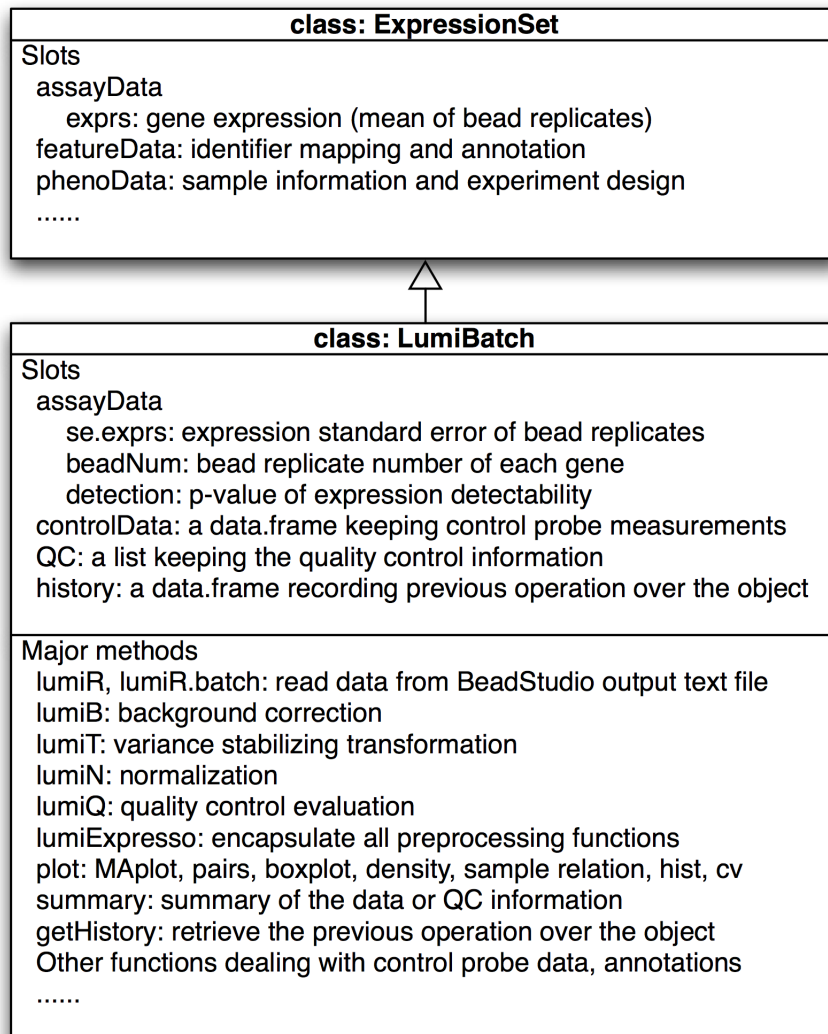 class: ExpressionSet
Slots
assayData
exprs: gene expression (mean of bead replicates)
featureData: identifier mapping and annotation
phenoData: sample information and experiment design
......
class: LumiBatch
Slots
assayData
se.exprs: expression standard error of bead replicates
beadNum: bead replicate number of each gene
detection: p-value of expression detectability
controlData: a data.frame keeping control probe measurements
QC: a list keeping the quality control information
history: a data.frame recording previous operation over the object
Major methods
lumiR, lumiR.batch: read data from BeadStudio output text file
lumiB: background correction
lumiT: variance stabilizing transformation
lumiN: normalization
lumiQ: quality control evaluation
lumiExpresso: encapsulate all preprocessing functions
plot: MAplot, pairs, boxplot, density, sample relation, hist, cv
summary: summary of the data or QC information
getHistory: retrieve the previous operation over the object
Other functions dealing with control probe data, annotations
......